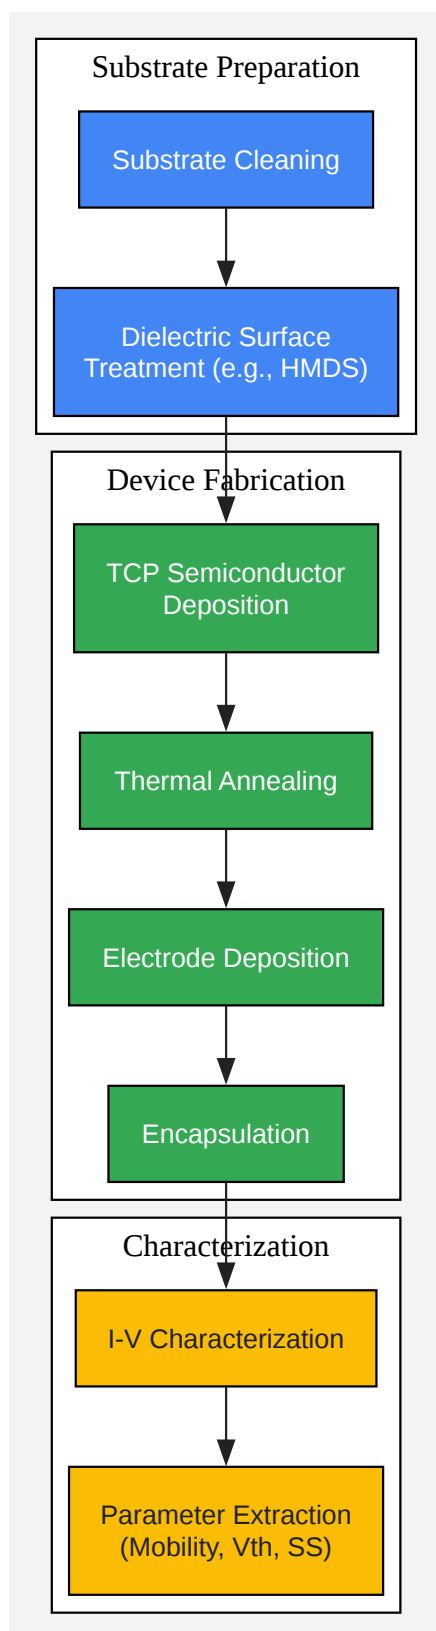 Substrate Preparation
Substrate Cleaning
Dielectric Surface
Treatment (e.g., HMDS)
Device Fabrication
TCP Semiconductor
Deposition
Thermal Annealing
Electrode Deposition
Encapsulation
Characterization
I-V Characterization
Parameter Extraction
(Mobility, Vth, SS)